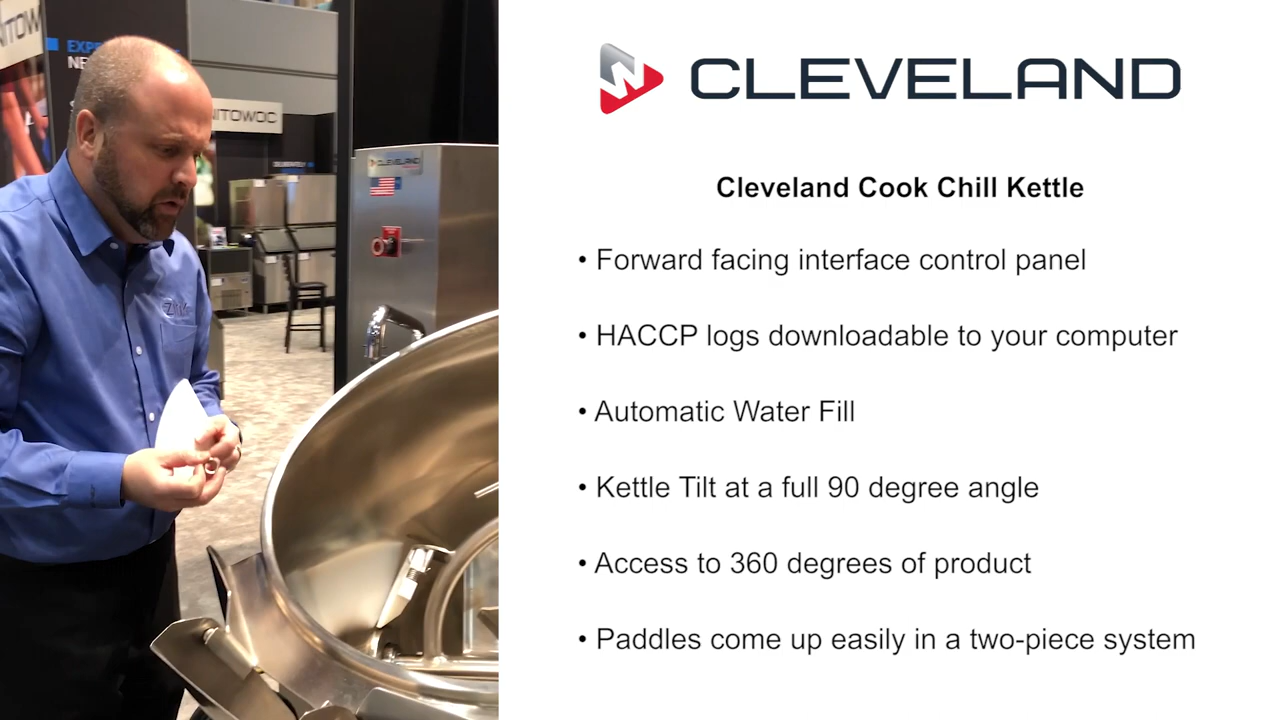 CLEVELAND
Cleveland Cook Chill Kettle
• Forward facing interface control panel
• HACCP logs downloadable to your computer
• Automatic Water Fill
• Kettle Tilt at a full 90 degree angle
• Access to 360 degrees of product
• Paddles come up easily in a two-piece system
NITOWOC
CLEVELAND